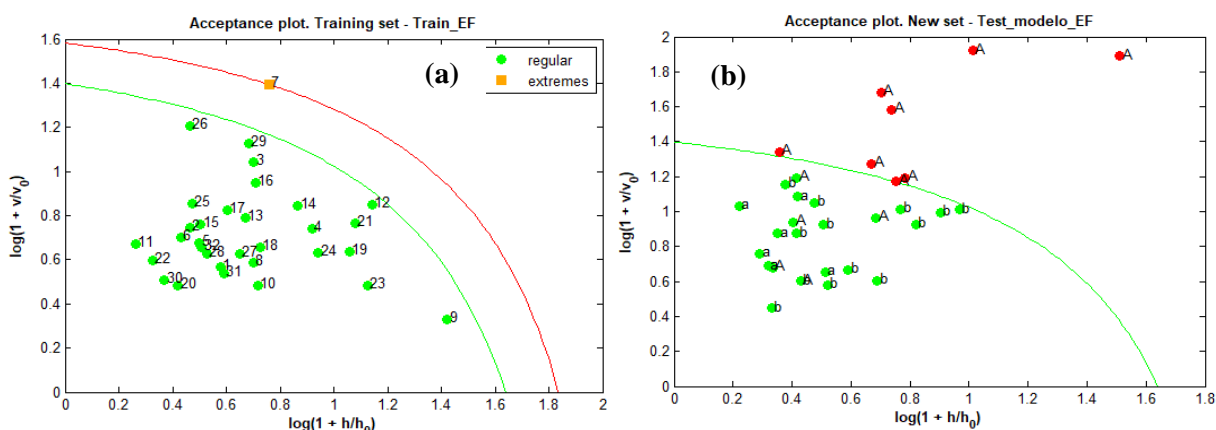 Acceptance plot. Training set - Train_EF
(a)
regular
extremes
1.6
1.4
1.2
1
0.8
0.6
0.4
0.2
0
log(1 + v/v0)
7
26
29
3
16
25
17
13
14
12
21
4
2
15
6
5
32
28
27
18
8
24
19
11
22
1
31
30
20
10
23
9
0
0.2
0.4
0.6
0.8
1
1.2
1.4
1.6
1.8
2
log(1 + h/h0)
Acceptance plot. New set - Test_modelo_EF
(b)
2
1.8
1.6
1.4
1.2
1
0.8
0.6
0.4
0.2
0
log(1 + v/v0)
A
A
A
A
A
A
A
A
A
b
a
a
b
b
b
b
A
b
A
b
a
b
a
a
A
a
b
b
A
b
b
b
0
0.2
0.4
0.6
0.8
1
1.2
1.4
1.6
1.8
log(1 + h/h0)